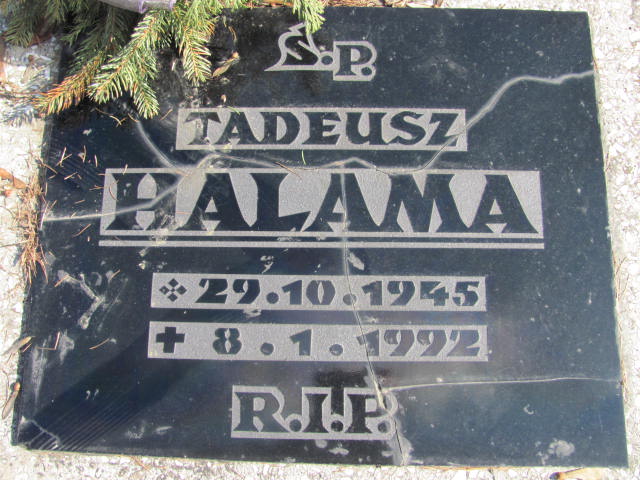 Ś.P.
TADEUSZ
HALAMA
29.10.1945
8.1.1992
R.I.P.